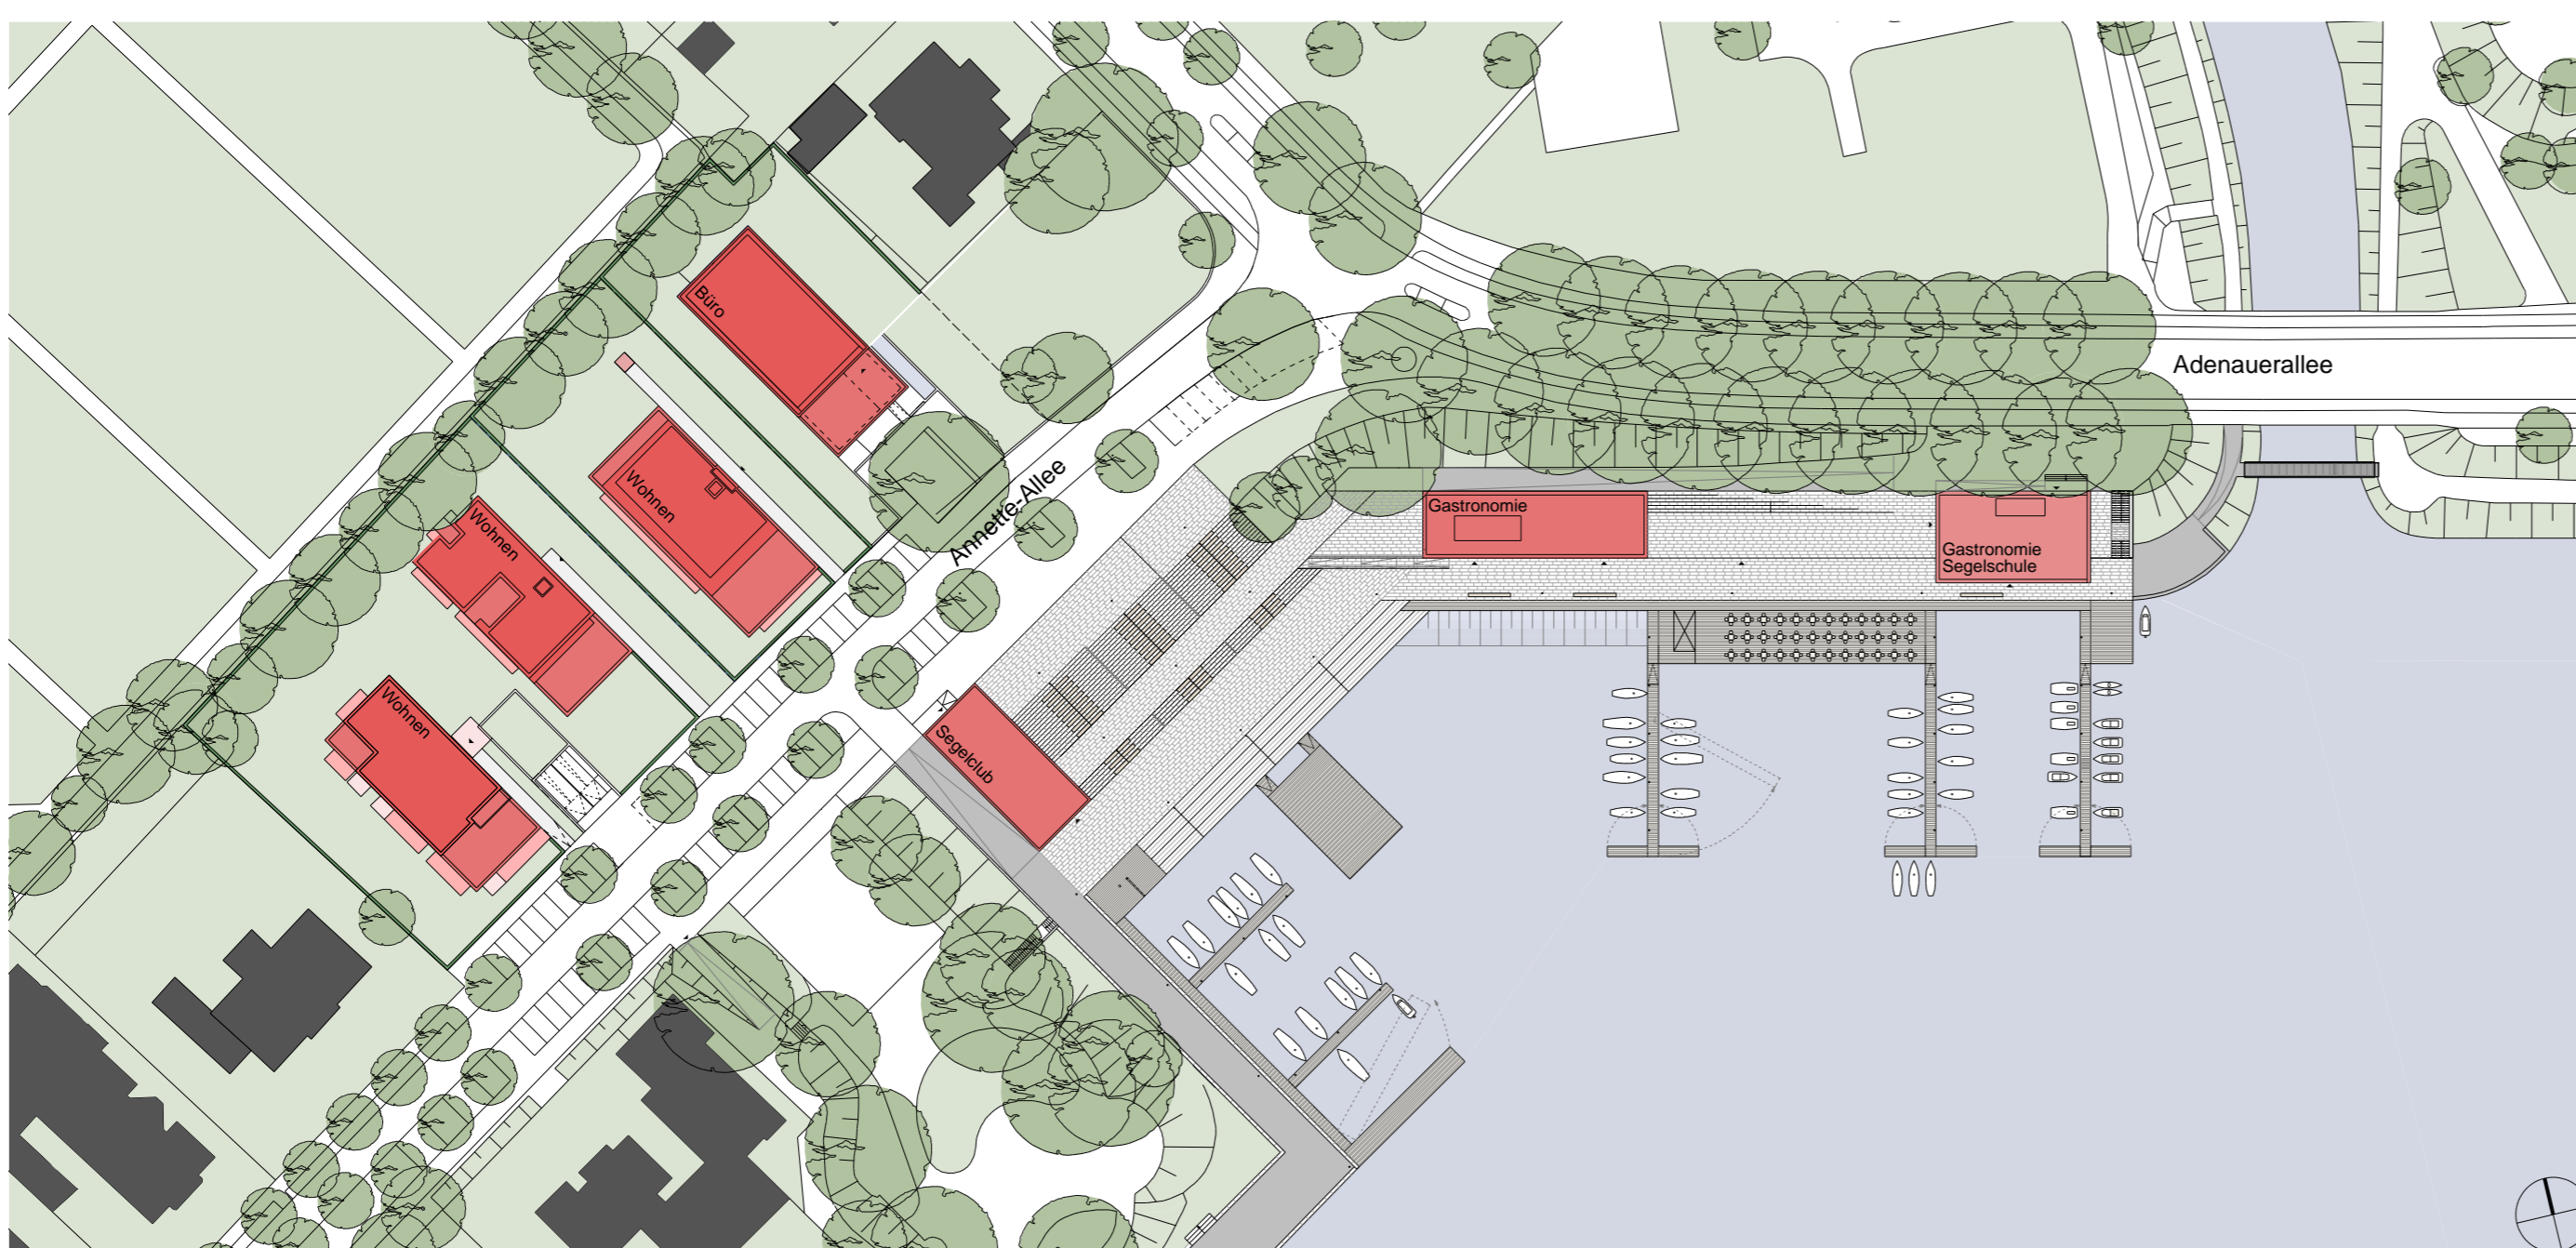 Büro
Adenauerallee
Wohnen
Annette-Allee
Wohnen
Gastronomie
Gastronomie
Segelschule
Wohnen
Segelclub